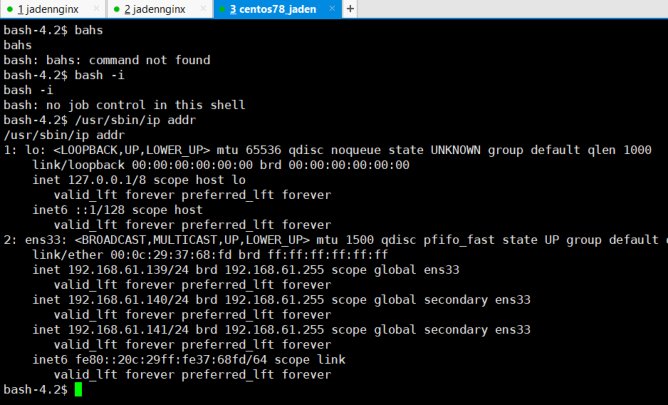 1 jadennginx × 2 jadennginx × 3 centos78_jaden × +
bash-4.2$ bahs
bahs
bash: bahs: command not found
bash-4.2$ bash -i
bash -i
bash: no job control in this shell
bash-4.2$ /usr/sbin/ip addr
/usr/sbin/ip addr
1: lo: <LOOPBACK,UP,LOWER_UP> mtu 65536 qdisc noqueue state UNKNOWN group default qlen 1000
    link/loopback 00:00:00:00:00:00 brd 00:00:00:00:00:00
    inet 127.0.0.1/8 scope host lo
       valid_lft forever preferred_lft forever
    inet6 ::1/128 scope host
       valid_lft forever preferred_lft forever
2: ens33: <BROADCAST,MULTICAST,UP,LOWER_UP> mtu 1500 qdisc pfifo_fast state UP group default
    link/ether 00:0c:29:37:68:fd brd ff:ff:ff:ff:ff:ff
    inet 192.168.61.139/24 brd 192.168.61.255 scope global ens33
       valid_lft forever preferred_lft forever
    inet 192.168.61.140/24 brd 192.168.61.255 scope global secondary ens33
       valid_lft forever preferred_lft forever
    inet 192.168.61.141/24 brd 192.168.61.255 scope global secondary ens33
       valid_lft forever preferred_lft forever
    inet6 fe80::20c:29ff:fe37:68fd/64 scope link
       valid_lft forever preferred_lft forever
bash-4.2$